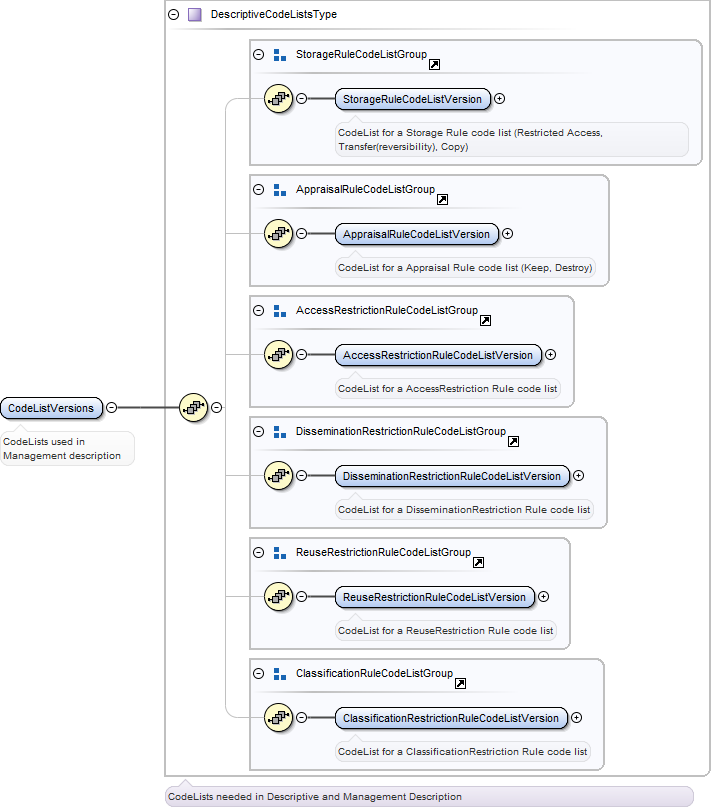 DescriptiveCodeListsType
StorageRuleCodeListGroup
StorageRuleCodeListVersion
CodeList for a Storage Rule code list (Restricted Access,
Transfer(reversibility), Copy)
AppraisalRuleCodeListGroup
AppraisalRuleCodeListVersion
CodeList for a Appraisal Rule code list (Keep, Destroy)
AccessRestrictionRuleCodeListGroup
AccessRestrictionRuleCodeListVersion
CodeList for a AccessRestriction Rule code list
CodeListVersions
CodeLists used in
Management description
DisseminationRestrictionRuleCodeListGroup
DisseminationRestrictionRuleCodeListVersion
CodeList for a DisseminationRestriction Rule code list
ReuseRestrictionRuleCodeListGroup
ReuseRestrictionRuleCodeListVersion
CodeList for a ReuseRestriction Rule code list
ClassificationRuleCodeListGroup
ClassificationRestrictionRuleCodeListVersion
CodeList for a ClassificationRestriction Rule code list
CodeLists needed in Descriptive and Management Description